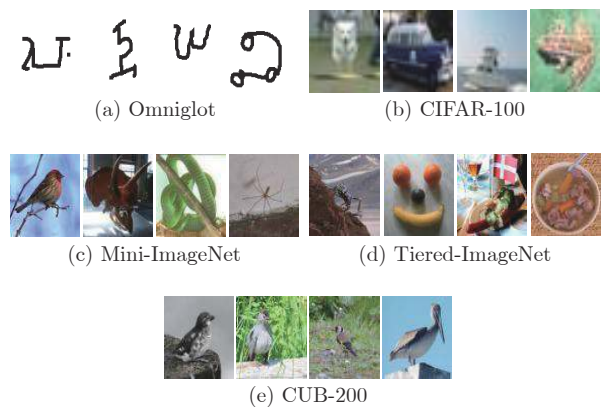 (a) Omniglot
(b) CIFAR-100
(c) Mini-ImageNet
(d) Tiered-ImageNet
(e) CUB-200